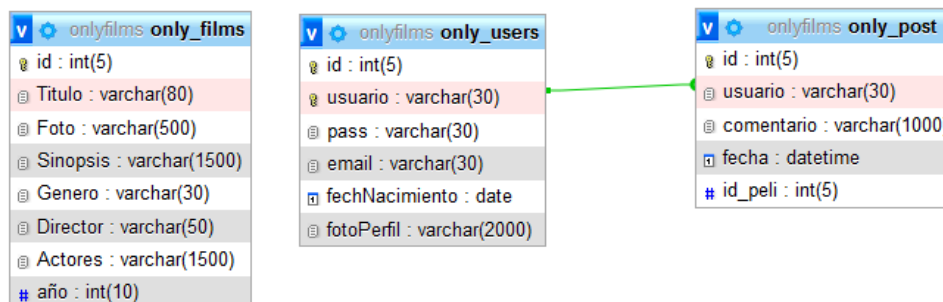 onlyfilms only_films
id : int(5)
Titulo : varchar(80)
Foto : varchar(500)
Sinopsis : varchar(1500)
Genero : varchar(30)
Director : varchar(50)
Actores : varchar(1500)
# año : int(10)
v onlyfilms only_users
id : int(5)
usuario : varchar(30)
pass : varchar(30)
email : varchar(30)
fechNacimiento : date
fotoPerfil : varchar(2000)
v onlyfilms only_post
id : int(5)
usuario : varchar(30)
comentario : varchar(1000
fecha : datetime
# id_peli : int(5)